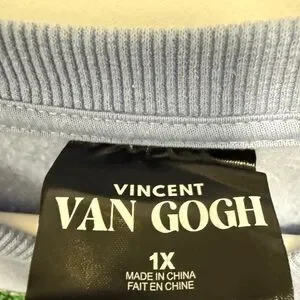 VINCENT
VAN GOGH
1X
MADE IN CHINA
FAIT EN CHINE